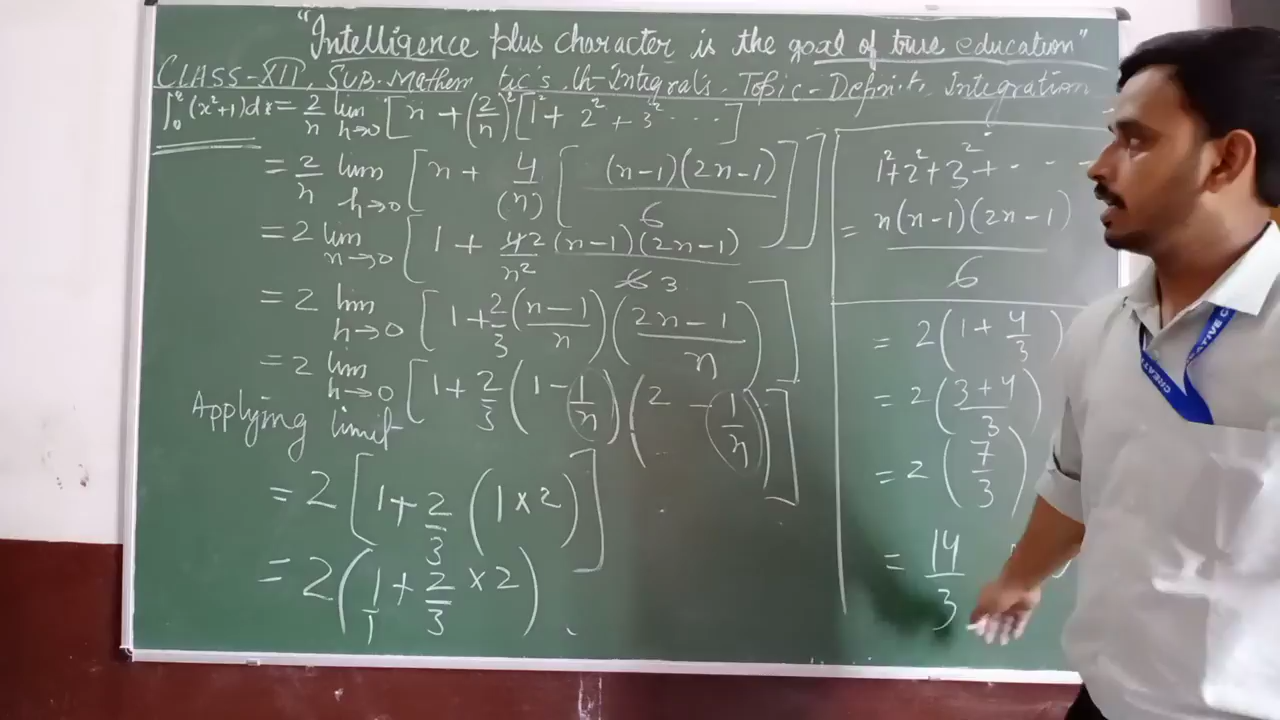 "Intelligence plus character is the goal of true education"
CLASS-XII, SUB. Mathematic's Ch-Integral's, Topic-Definite Integration
∫₀² (x²+1)dx = 2/n lim h→0 [n + (2/n)² [1² + 2² + 3² ....]
= 2/n lim h→0 [n + 4/(n) [(n-1)(2n-1)/6]]]
= 2 lim n→0 [1 + 42/n² (n-1)(2n-1)/6 3
= 2 lim h→0 [1 + 2/3 ((n-1)/n) ((2n-1)/n)]
= 2 lim h→0 [1 + 2/3 (1 - 1/n) (2 - 1/n)]
Applying limit
= 2 [1 + 2/3 (1×2)]
= 2 (1/1 + 2/3 ×2)
1² + 2² + 3² + - - -
= n(n-1)(2n-1)/6
= 2(1 + 4/3)
= 2((3+4)/3)
= 2(7/3)
= 14/3
CREATIVE C